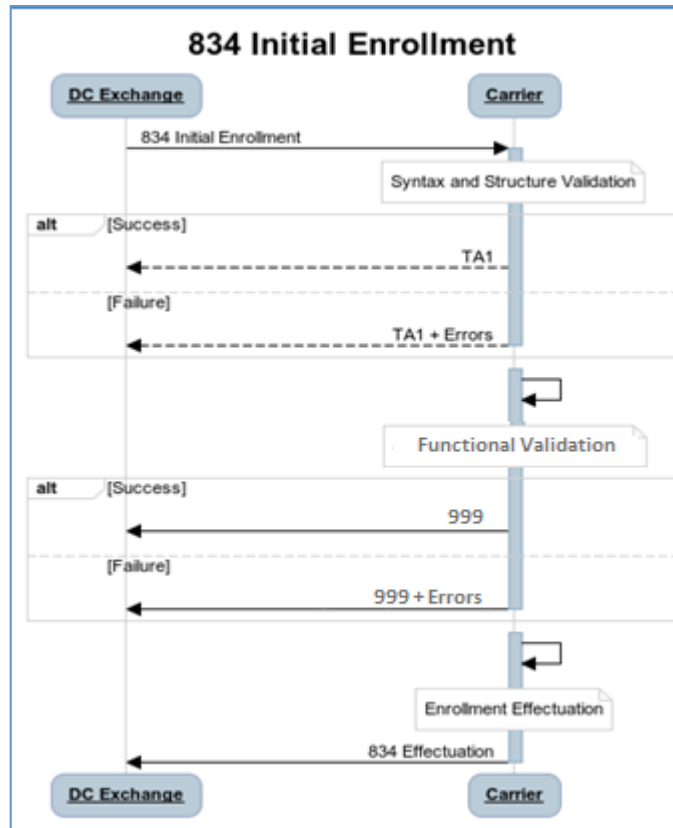 834 Initial Enrollment
DC Exchange
Carrier
834 Initial Enrollment
Syntax and Structure Validation
alt
[Success]
TA1
[Failure]
TA1 + Errors
Functional Validation
alt
[Success]
999
[Failure]
999 + Errors
Enrollment Effectuation
834 Effectuation
DC Exchange
Carrier